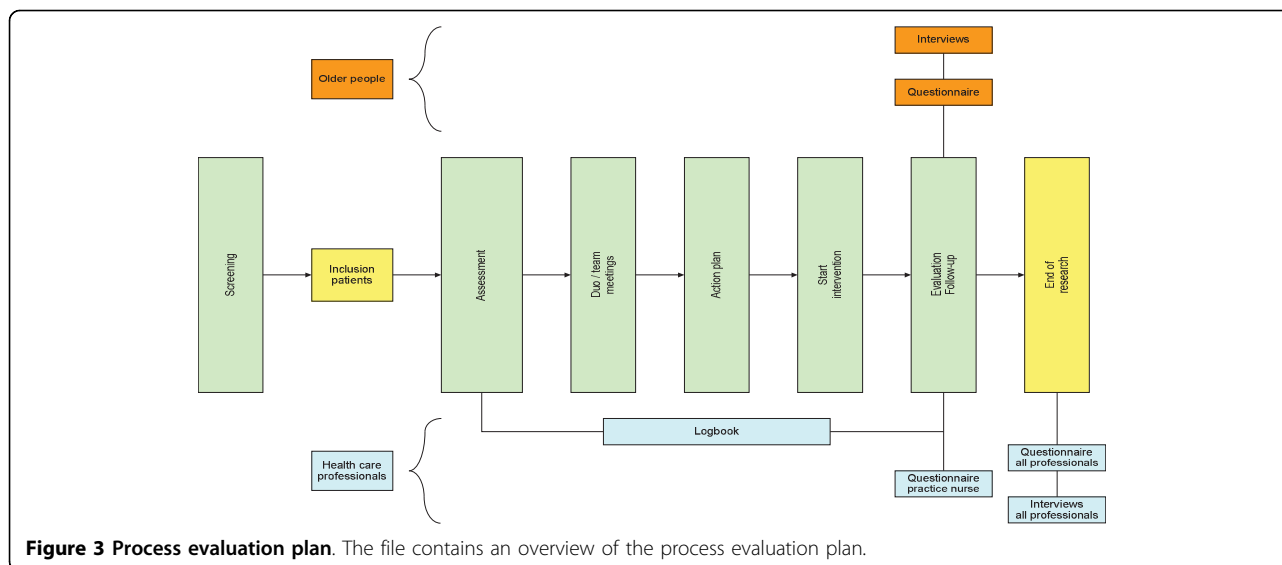 Interviews
Older people
Questionnaire
Screening
Inclusion
patients
Assessment
Duo / team
meetings
Action plan
Start
intervention
Evaluation
Follow-up
End of
research
Logbook
Health care
professionals
Questionnaire
practice nurse
Questionnaire
all professionals
Interviews
all professionals
Figure 3 Process evaluation plan. The file contains an overview of the process evaluation plan.